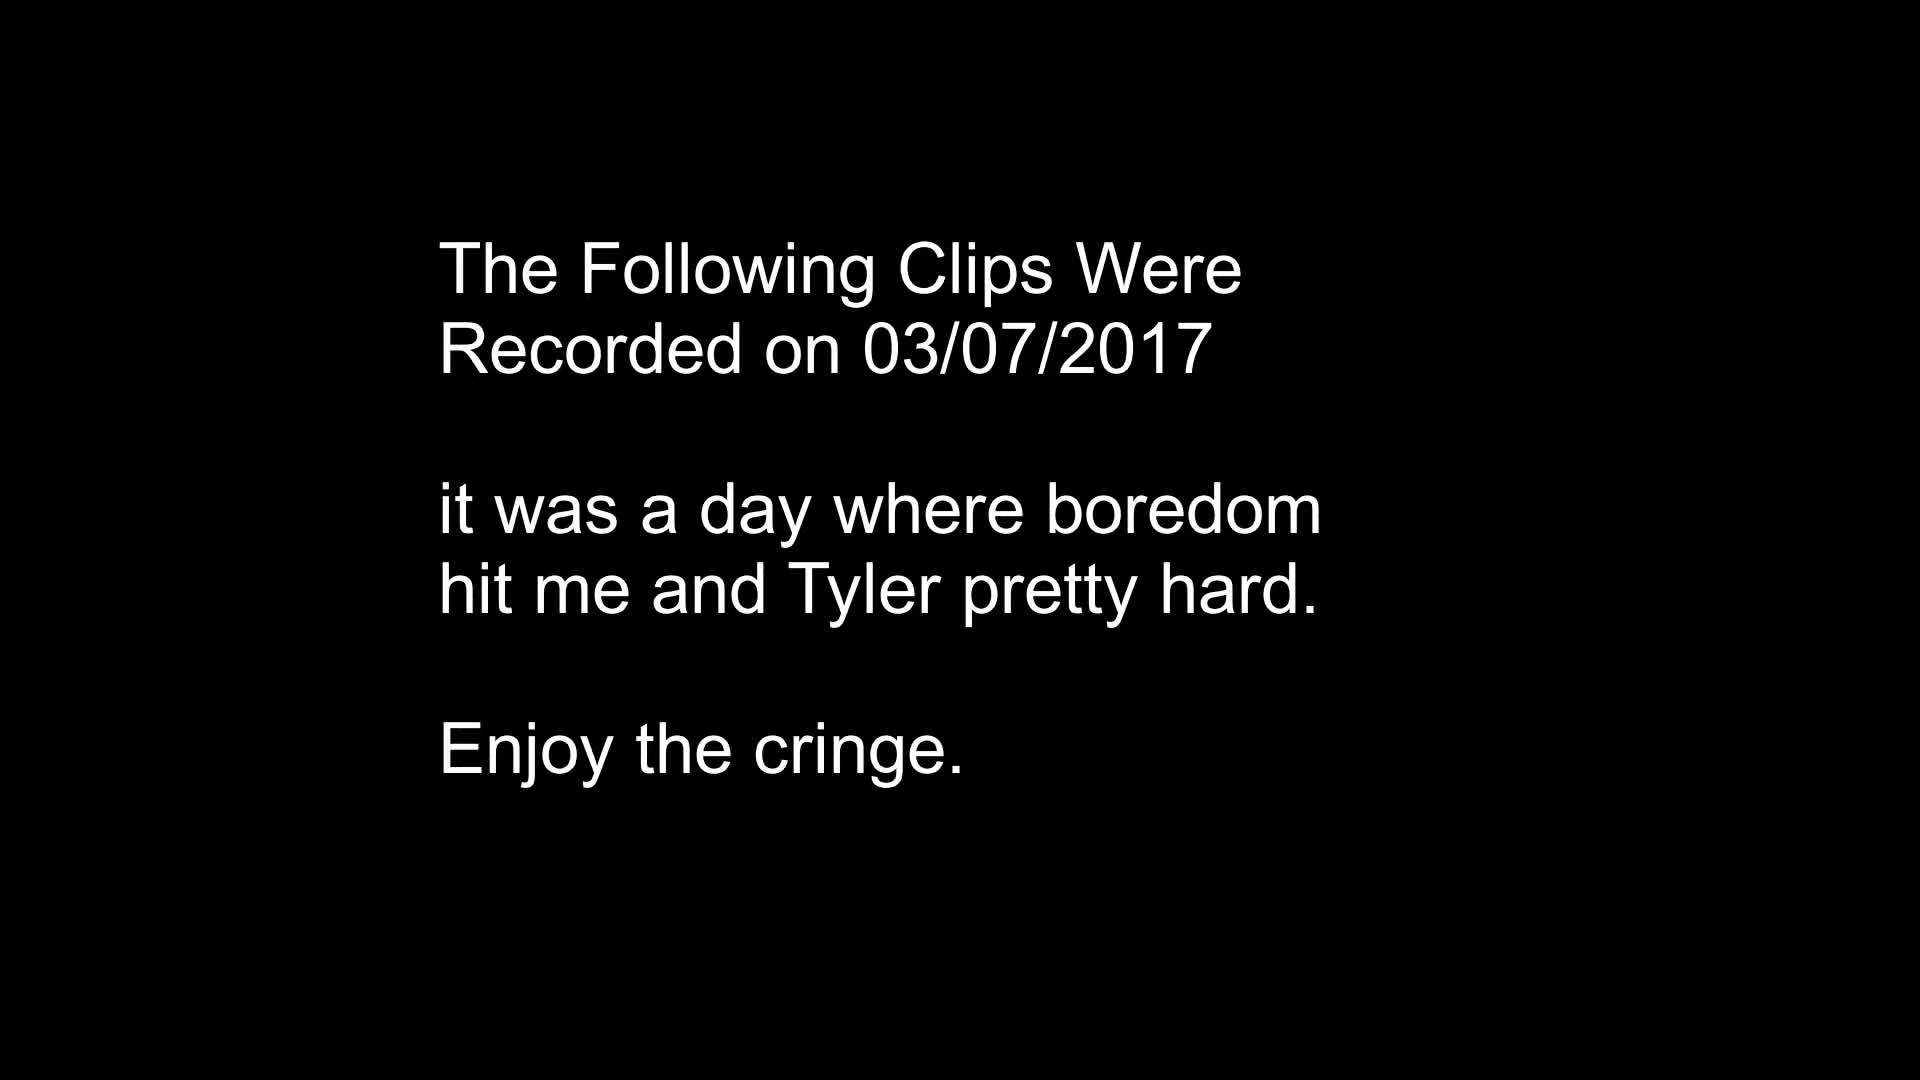 The Following Clips Were
Recorded on 03/07/2017
it was a day where boredom
hit me and Tyler pretty hard.
Enjoy the cringe.